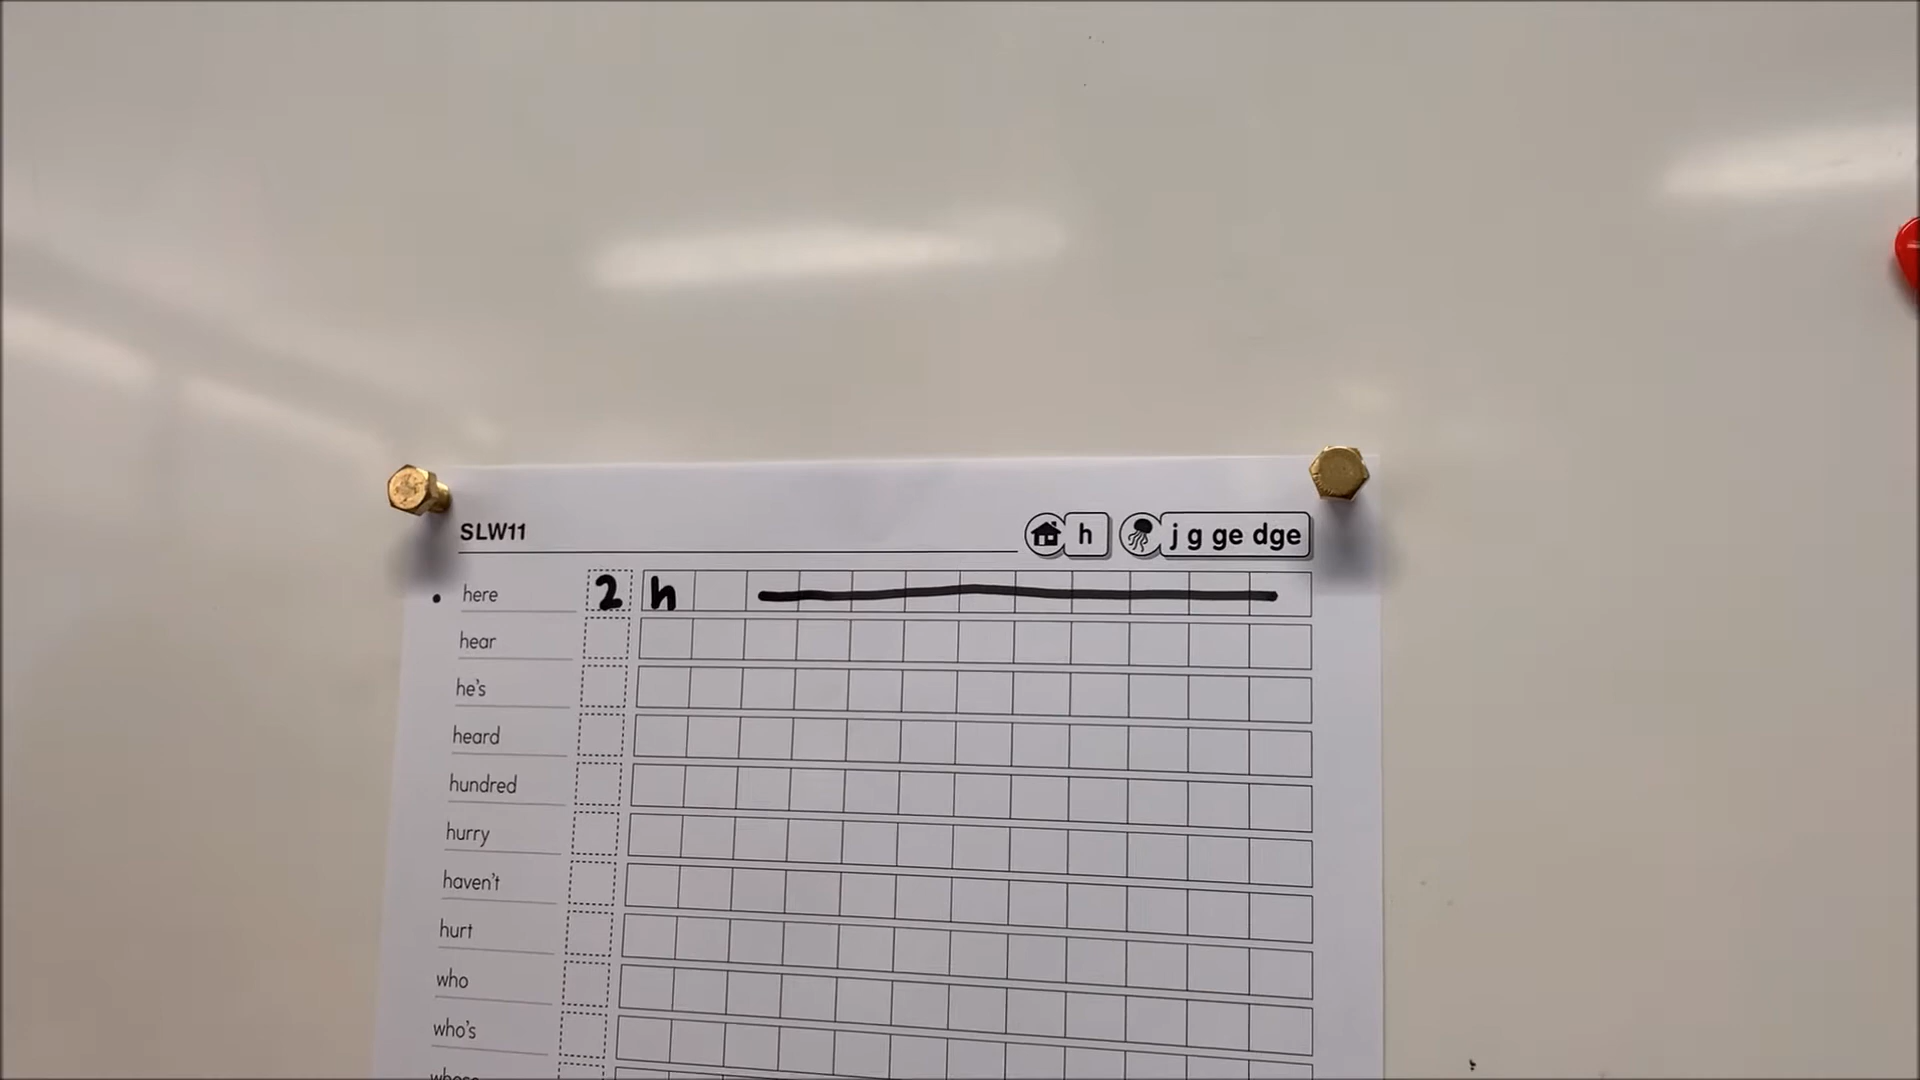 SLW11 h j g ge dge
here 2 h
hear
he's
heard
hundred
hurry
haven't
hurt
who
who's